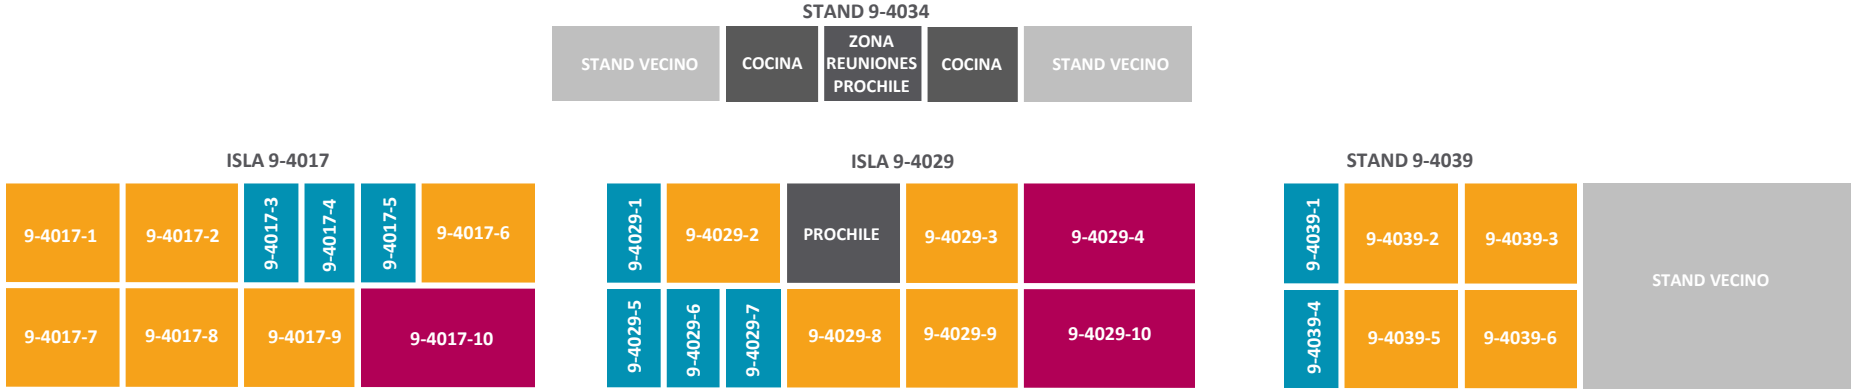 STAND 9-4034
STAND VECINO
COCINA
ZONA
REUNIONES
PROCHILE
COCINA
STAND VECINO
ISLA 9-4017
9-4017-1
9-4017-2
9-4017-3
9-4017-4
9-4017-5
9-4017-6
9-4017-7
9-4017-8
9-4017-9
9-4017-10
ISLA 9-4029
9-4029-1
9-4029-2
PROCHILE
9-4029-3
9-4029-4
9-4029-5
9-4029-6
9-4029-7
9-4029-8
9-4029-9
9-4029-10
STAND 9-4039
9-4039-1
9-4039-2
9-4039-3
9-4039-4
9-4039-5
9-4039-6
STAND VECINO